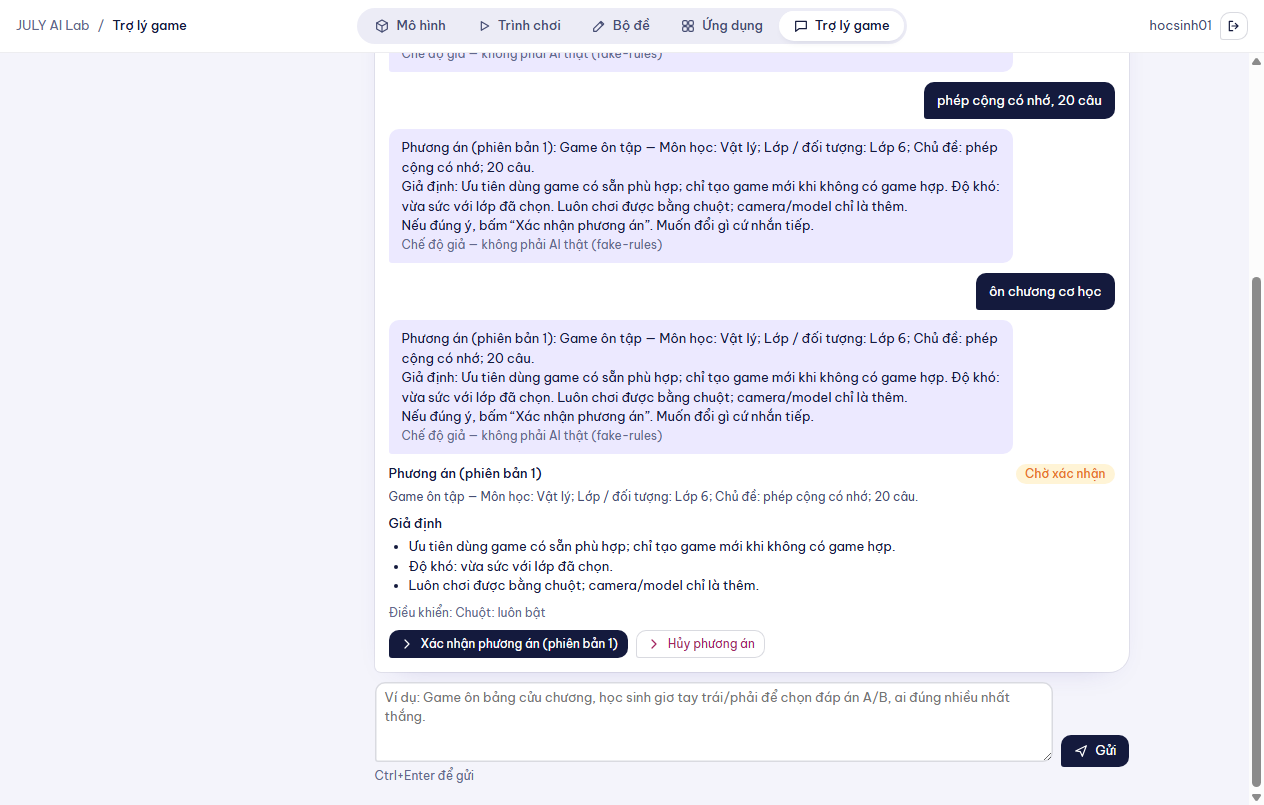 JULY AI Lab / Trợ lý game
Mô hình
Trình chơi
Bộ đề
Ứng dụng
Trợ lý game
hocsinh01
Chế độ giả — không phải AI thật (fake-rules)
phép cộng có nhớ, 20 câu
Phương án (phiên bản 1): Game ôn tập — Môn học: Vật lý; Lớp / đối tượng: Lớp 6; Chủ đề: phép
cộng có nhớ; 20 câu.
Giả định: Ưu tiên dùng game có sẵn phù hợp; chỉ tạo game mới khi không có game hợp. Độ khó:
vừa sức với lớp đã chọn. Luôn chơi được bằng chuột; camera/model chỉ là thêm.
Nếu đúng ý, bấm “Xác nhận phương án”. Muốn đổi gì cứ nhắn tiếp.
Chế độ giả — không phải AI thật (fake-rules)
ôn chương cơ học
Phương án (phiên bản 1): Game ôn tập — Môn học: Vật lý; Lớp / đối tượng: Lớp 6; Chủ đề: phép
cộng có nhớ; 20 câu.
Giả định: Ưu tiên dùng game có sẵn phù hợp; chỉ tạo game mới khi không có game hợp. Độ khó:
vừa sức với lớp đã chọn. Luôn chơi được bằng chuột; camera/model chỉ là thêm.
Nếu đúng ý, bấm “Xác nhận phương án”. Muốn đổi gì cứ nhắn tiếp.
Chế độ giả — không phải AI thật (fake-rules)
Phương án (phiên bản 1)
Chờ xác nhận
Game ôn tập — Môn học: Vật lý; Lớp / đối tượng: Lớp 6; Chủ đề: phép cộng có nhớ; 20 câu.
Giả định
• Ưu tiên dùng game có sẵn phù hợp; chỉ tạo game mới khi không có game hợp.
• Độ khó: vừa sức với lớp đã chọn.
• Luôn chơi được bằng chuột; camera/model chỉ là thêm.
Điều khiển: Chuột: luôn bật
Xác nhận phương án (phiên bản 1)
Hủy phương án
Ví dụ: Game ôn bảng cửu chương, học sinh giơ tay trái/phải để chọn đáp án A/B, ai đúng nhiều nhất
thắng.
Gửi
Ctrl+Enter để gửi